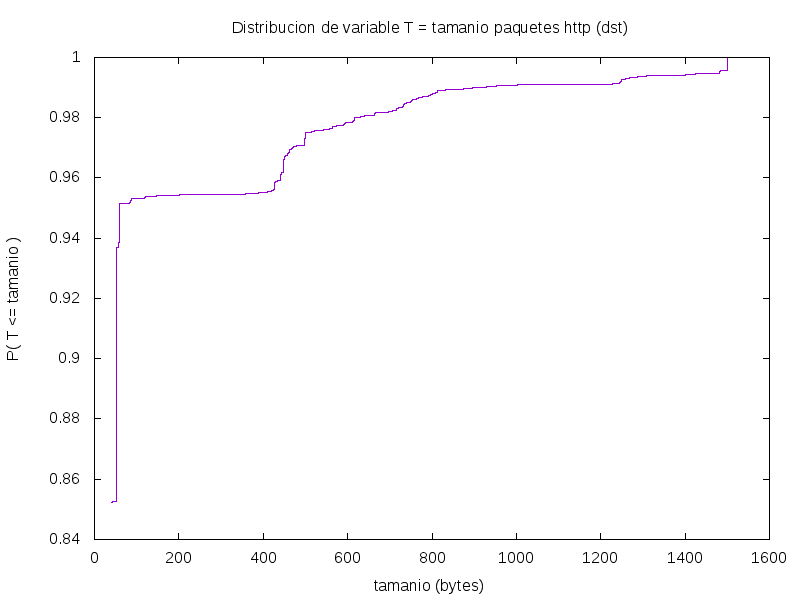 Distribucion de variable T = tamanio paquetes http (dst)
1
0.98
0.96
0.94
0.92
0.9
0.88
0.86
0.84
P( T <= tamanio )
0 200 400 600 800 1000 1200 1400 1600
tamanio (bytes)